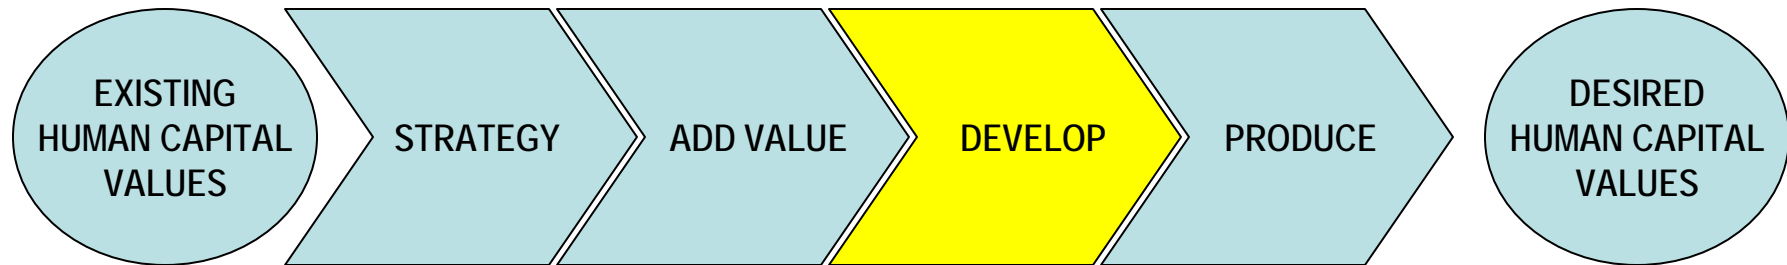 EXISTING
HUMAN CAPITAL
VALUES
STRATEGY
ADD VALUE
DEVELOP
PRODUCE
DESIRED
HUMAN CAPITAL
VALUES